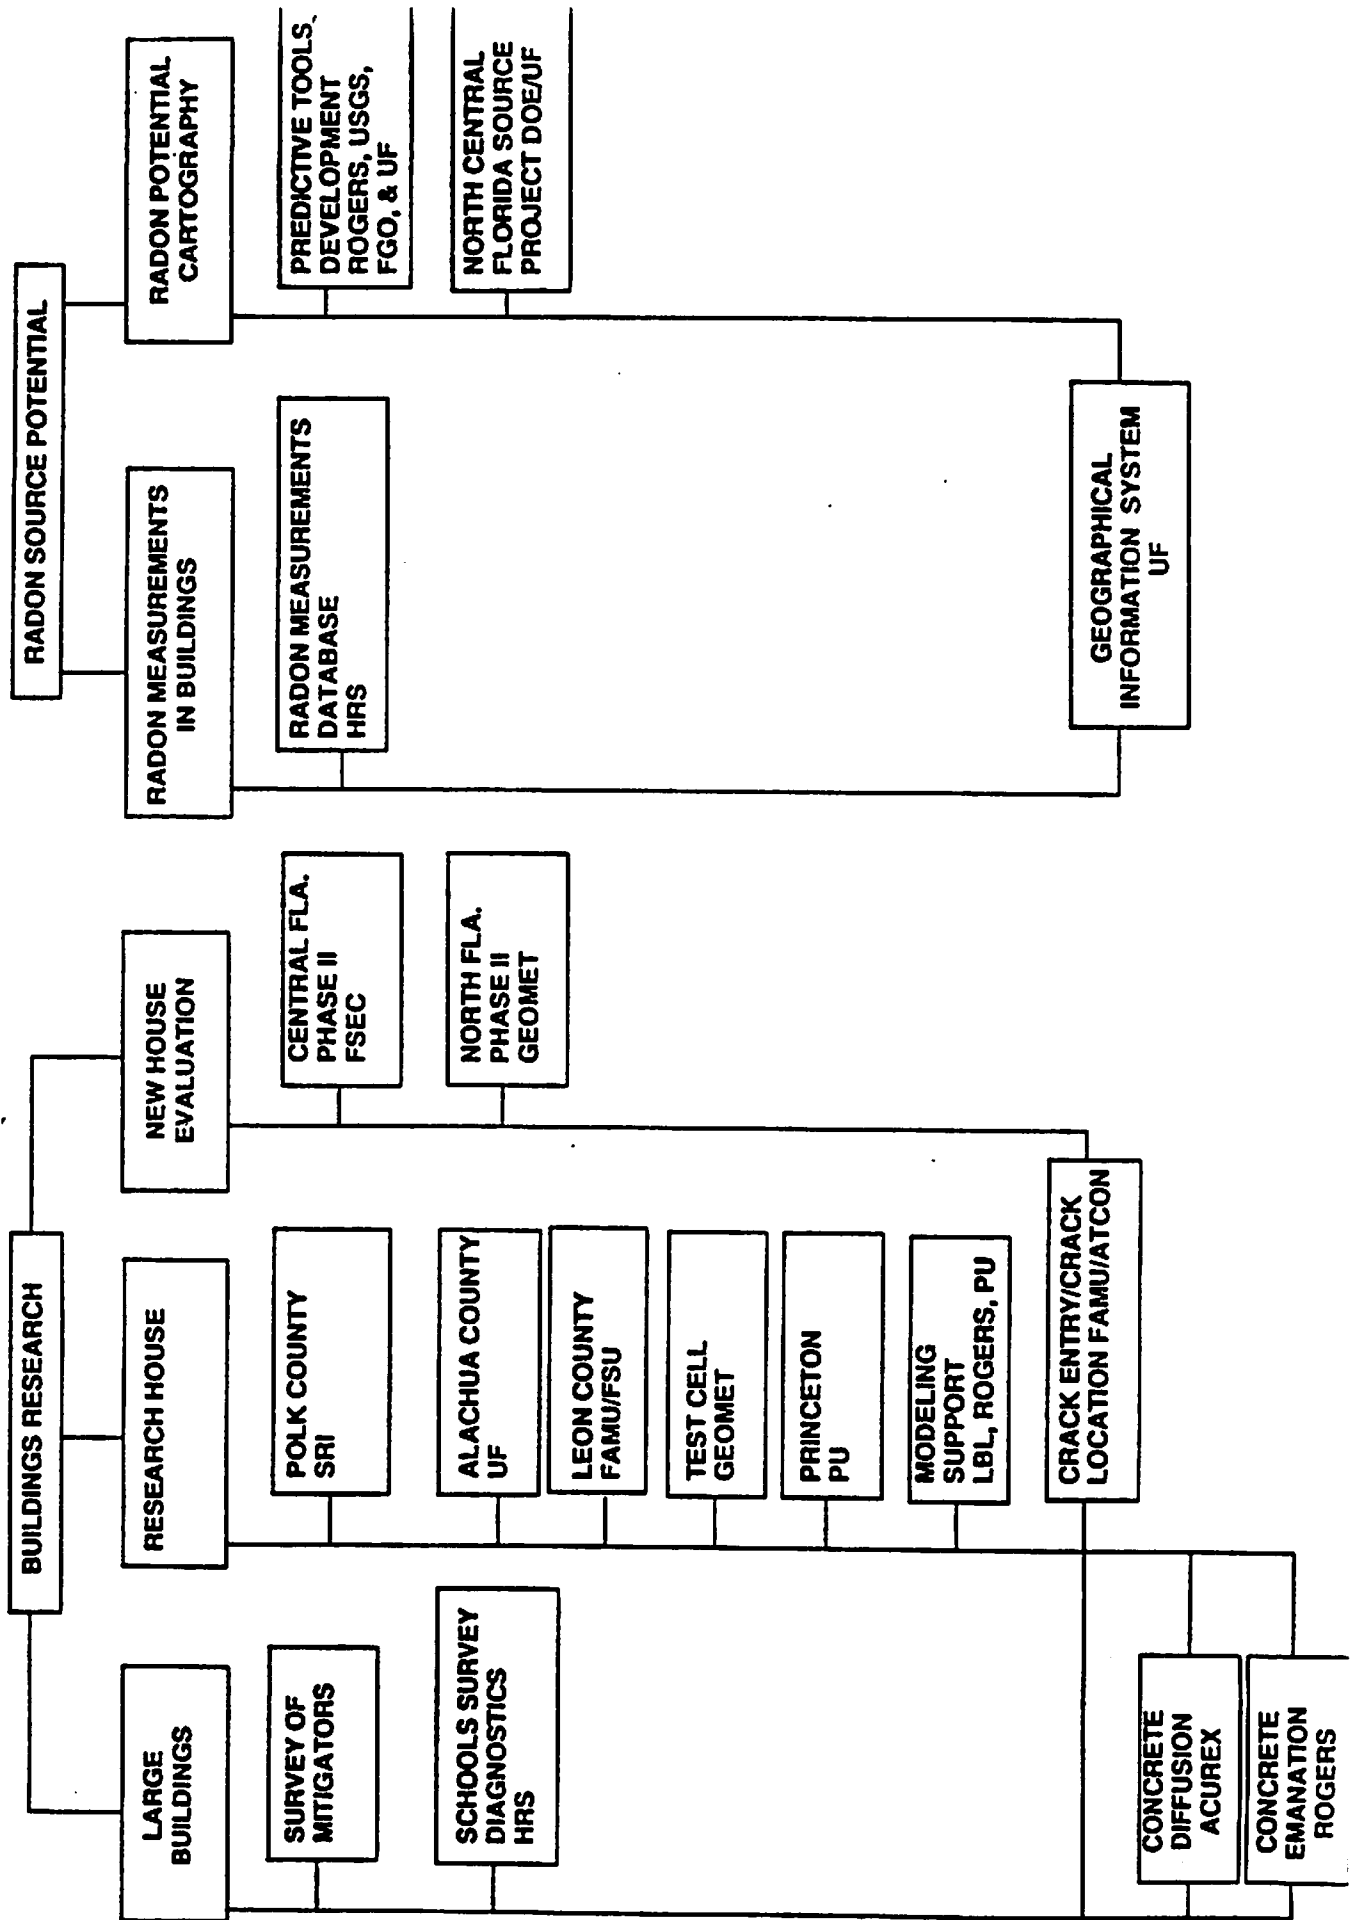 BUILDINGS RESEARCH
LARGE
BUILDINGS
SURVEY OF
MITIGATORS
SCHOOLS SURVEY
DIAGNOSTICS
HRS
RESEARCH HOUSE
POLK COUNTY
SRI
ALACHUA COUNTY
UF
LEON COUNTY
FAMU/FSU
TEST CELL
GEOMET
PRINCETON
PU
MODELING
SUPPORT
LBL, ROGERS, PU
NEW HOUSE
EVALUATION
CENTRAL FLA.
PHASE II
FSEC
NORTH FLA.
PHASE II
GEOMET
CRACK ENTRY/CRACK
LOCATION FAMU/ATCON
CONCRETE
DIFFUSION
ACUREX
CONCRETE
EMANATION
ROGERS
RADON SOURCE POTENTIAL
RADON MEASUREMENTS
IN BUILDINGS
RADON MEASUREMENTS
DATABASE
HRS
RADON POTENTIAL
CARTOGRAPHY
PREDICTIVE TOOLS
DEVELOPMENT
ROGERS, USGS,
FGO, & UF
NORTH CENTRAL
FLORIDA SOURCE
PROJECT DOE/UF
GEOGRAPHICAL
INFORMATION SYSTEM
UF